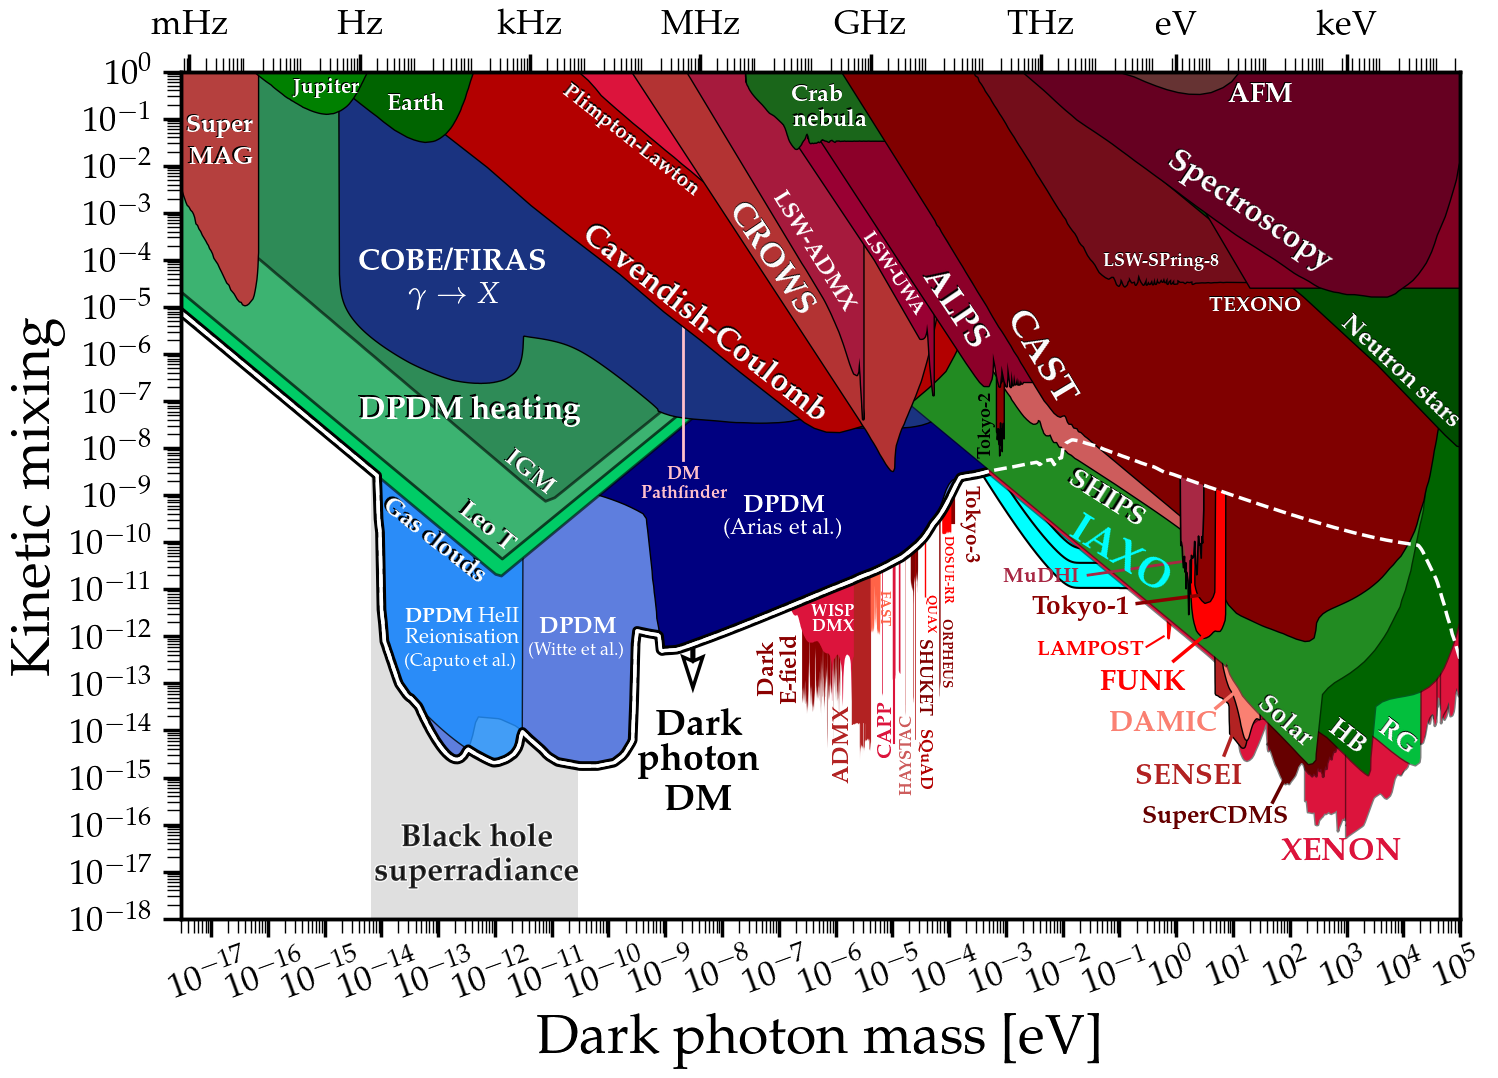 mHz Hz kHz MHz GHz THz eV keV
10^0
10^−1
10^−2
10^−3
10^−4
10^−5
10^−6
10^−7
10^−8
10^−9
10^−10
10^−11
10^−12
10^−13
10^−14
10^−15
10^−16
10^−17
10^−18
Kinetic mixing
Super
MAG
Jupiter
Earth
Plimpton-Lawton
Crab
nebula
AFM
COBE/FIRAS
γ → X
Cavendish-Coulomb
CROWS
LSW-ADMX
LSW-UWA
ALPS
CAST
Spectroscopy
LSW-SPring-8
TEXONO
Neutron stars
DPDM heating
IGM
Leo T
Gas clouds
DM
Pathfinder
DPDM
(Arias et al.)
Tokyo-2
Tokyo-3
SHIPS
IAXO
MuDHI
Tokyo-1
LAMPOST
FUNK
DAMIC
SENSEI
SuperCDMS
XENON
Solar
HB
RG
DPDM HeII
Reionisation
(Caputo et al.)
DPDM
(Witte et al.)
WISP
DMX
Dark
E-field
ADMX
FAST
CAPP
HAYSTAC
QUAX
DOSUE-RR
SHUKET
ORPHEUS
SQuAD
Dark
photon
DM
Black hole
superradiance
10^−17 10^−16 10^−15 10^−14 10^−13 10^−12 10^−11 10^−10 10^−9 10^−8 10^−7 10^−6 10^−5 10^−4 10^−3 10^−2 10^−1 10^0 10^1 10^2 10^3 10^4 10^5
Dark photon mass [eV]